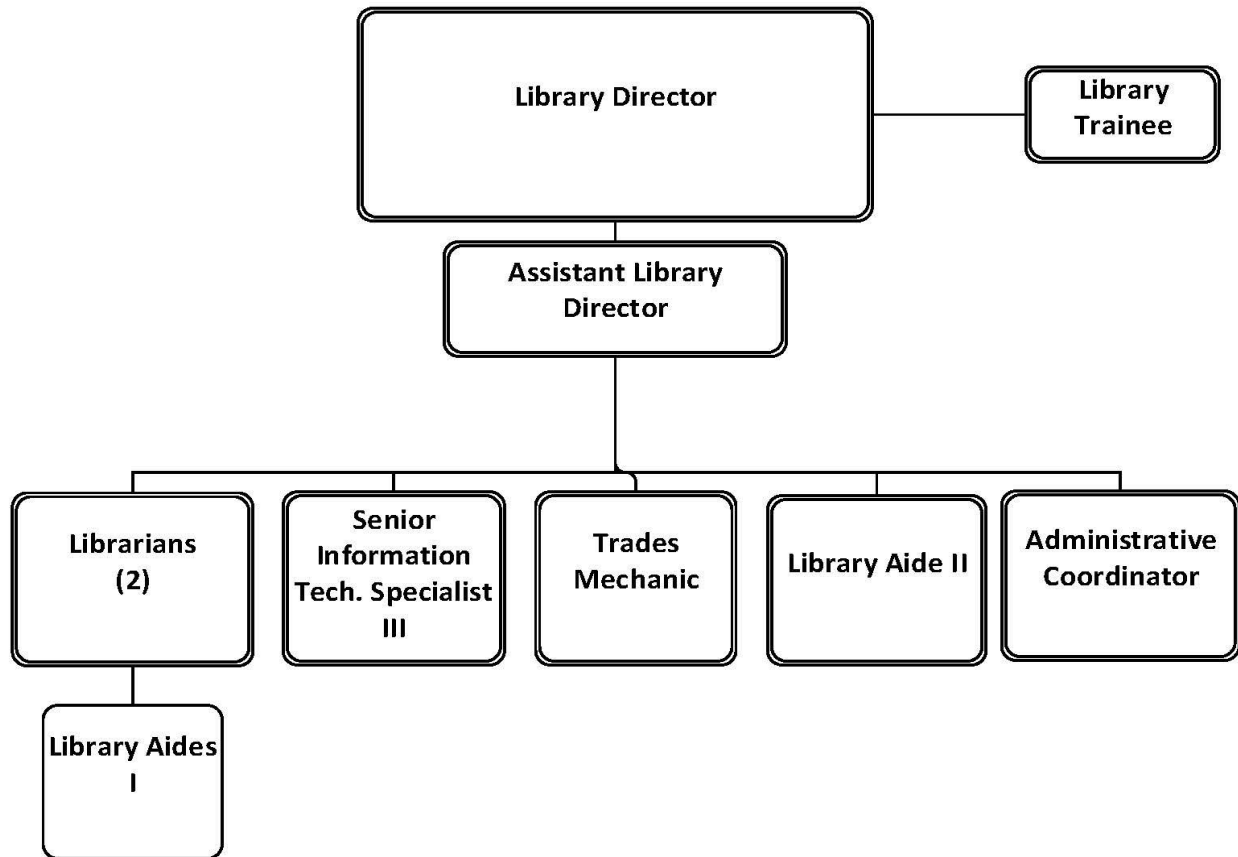 Library Director
Library
Trainee
Assistant Library
Director
Librarians
(2)
Senior
Information
Tech. Specialist
III
Trades
Mechanic
Library Aide II
Administrative
Coordinator
Library Aides
I